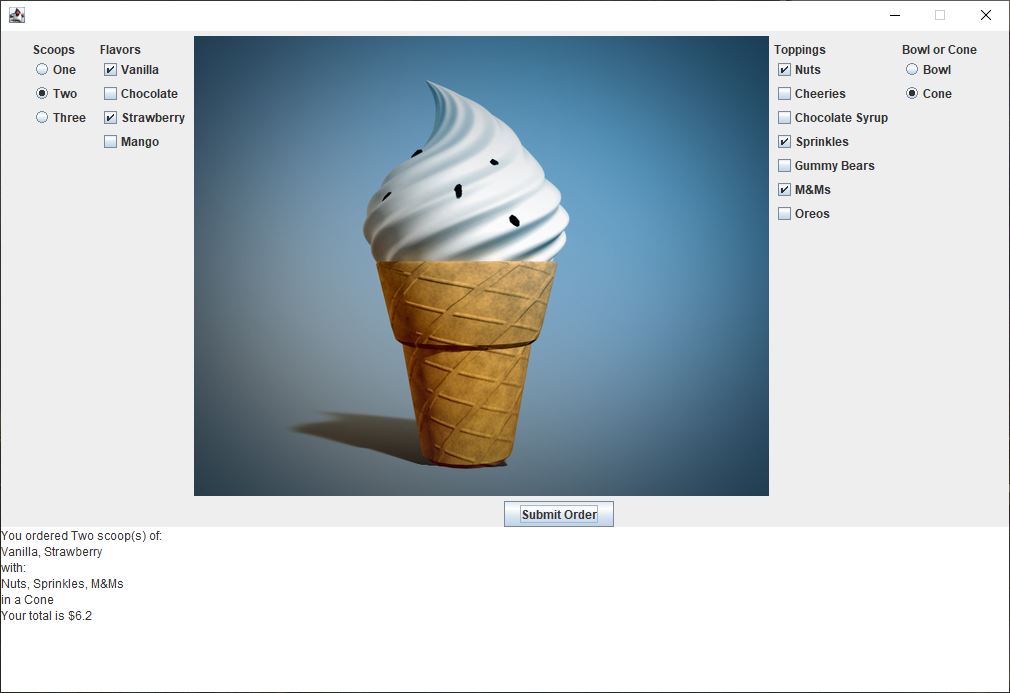 Scoops
One
Two
Three
Flavors
Vanilla
Chocolate
Strawberry
Mango
Toppings
Nuts
Cheeries
Chocolate Syrup
Sprinkles
Gummy Bears
M&Ms
Oreos
Bowl or Cone
Bowl
Cone
Submit Order
You ordered Two scoop(s) of:
Vanilla, Strawberry
with:
Nuts, Sprinkles, M&Ms
in a Cone
Your total is $6.2